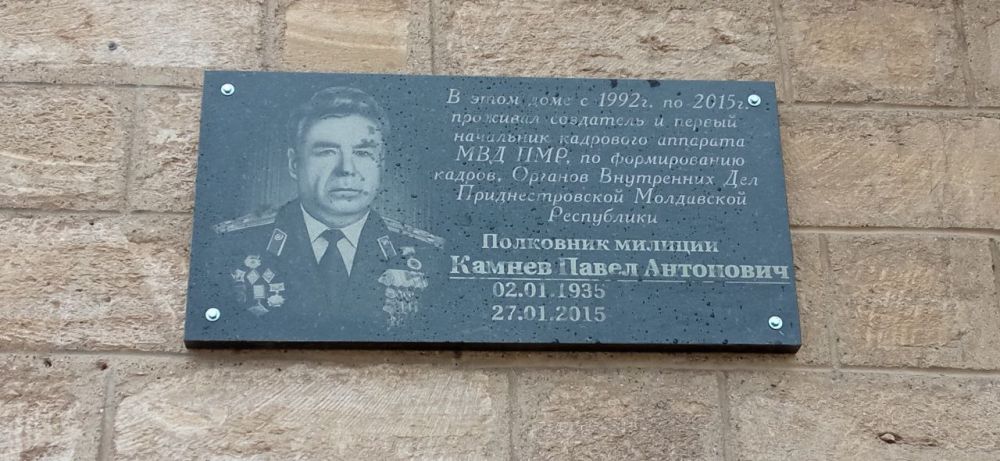 В этом доме с 1992г. по 2015г.
проживал создатель и первый
начальник кадрового аппарата
МВД ПМР, по формированию
кадров, Органов Внутренних Дел
Приднестровской Молдавской
Республики
Полковник милиции
Камнев Павел Антонович
02.01.1935
27.01.2015